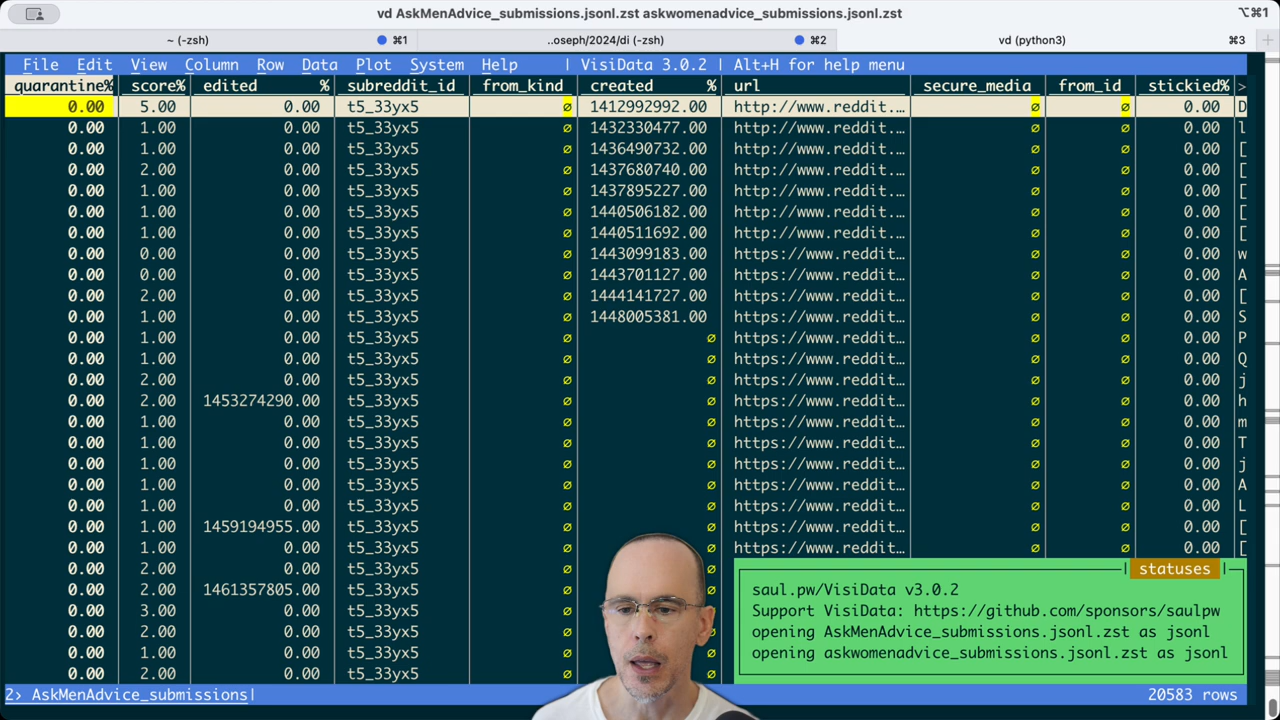 vd AskMenAdvice_submissions.jsonl.zst askwomenadvice_submissions.jsonl.zst ⌥⌘1
~ (-zsh) ⌘1 ..oseph/2024/di (-zsh) ⌘2 vd (python3) ⌘3 +
File Edit View Column Row Data Plot System Help | VisiData 3.0.2 | Alt+H for help menu
quarantine% score% edited % subreddit_id from_kind created % url secure_media from_id stickied% >
0.00 5.00 0.00 t5_33yx5 ∅ 1412992992.00 http://www.reddit.… ∅ ∅ 0.00 D
0.00 1.00 0.00 t5_33yx5 ∅ 1432330477.00 http://www.reddit.… ∅ ∅ 0.00 l
0.00 1.00 0.00 t5_33yx5 ∅ 1436490732.00 http://www.reddit.… ∅ ∅ 0.00 [
0.00 2.00 0.00 t5_33yx5 ∅ 1437680740.00 http://www.reddit.… ∅ ∅ 0.00 [
0.00 1.00 0.00 t5_33yx5 ∅ 1437895227.00 http://www.reddit.… ∅ ∅ 0.00 [
0.00 1.00 0.00 t5_33yx5 ∅ 1440506182.00 http://www.reddit.… ∅ ∅ 0.00 [
0.00 1.00 0.00 t5_33yx5 ∅ 1440511692.00 http://www.reddit.… ∅ ∅ 0.00 [
0.00 0.00 0.00 t5_33yx5 ∅ 1443099183.00 https://www.reddit… ∅ ∅ 0.00 w
0.00 0.00 0.00 t5_33yx5 ∅ 1443701127.00 https://www.reddit… ∅ ∅ 0.00 A
0.00 2.00 0.00 t5_33yx5 ∅ 1444141727.00 https://www.reddit… ∅ ∅ 0.00 [
0.00 1.00 0.00 t5_33yx5 ∅ 1448005381.00 https://www.reddit… ∅ ∅ 0.00 S
0.00 1.00 0.00 t5_33yx5 ∅ ∅ https://www.reddit… ∅ ∅ 0.00 P
0.00 1.00 0.00 t5_33yx5 ∅ ∅ https://www.reddit… ∅ ∅ 0.00 Q
0.00 2.00 0.00 t5_33yx5 ∅ ∅ https://www.reddit… ∅ ∅ 0.00 j
0.00 2.00 1453274290.00 t5_33yx5 ∅ ∅ https://www.reddit… ∅ ∅ 0.00 h
0.00 1.00 0.00 t5_33yx5 ∅ ∅ https://www.reddit… ∅ ∅ 0.00 m
0.00 1.00 0.00 t5_33yx5 ∅ ∅ https://www.reddit… ∅ ∅ 0.00 T
0.00 1.00 0.00 t5_33yx5 ∅ ∅ https://www.reddit… ∅ ∅ 0.00 j
0.00 1.00 0.00 t5_33yx5 ∅ ∅ https://www.reddit… ∅ ∅ 0.00 A
0.00 1.00 0.00 t5_33yx5 ∅ ∅ https://www.reddit… ∅ ∅ 0.00 L
0.00 1.00 1459194955.00 t5_33yx5 ∅ ∅ https://www.reddit… ∅ ∅ 0.00 [
0.00 1.00 0.00 t5_33yx5 ∅ ∅ https://www.reddit… ∅ ∅ 0.00 [
0.00 2.00 0.00 t5_33yx5 ∅ ∅ | statuses |
0.00 2.00 1461357805.00 t5_33yx5 ∅ ∅ saul.pw/VisiData v3.0.2
0.00 3.00 0.00 t5_33yx5 ∅ ∅ Support VisiData: https://github.com/sponsors/saulpw
0.00 2.00 0.00 t5_33yx5 ∅ ∅ opening AskMenAdvice_submissions.jsonl.zst as jsonl
0.00 1.00 0.00 t5_33yx5 ∅ ∅ opening askwomenadvice_submissions.jsonl.zst as jsonl
0.00 2.00 0.00 t5_33yx5 ∅ ∅
2› AskMenAdvice_submissions| 20583 rows